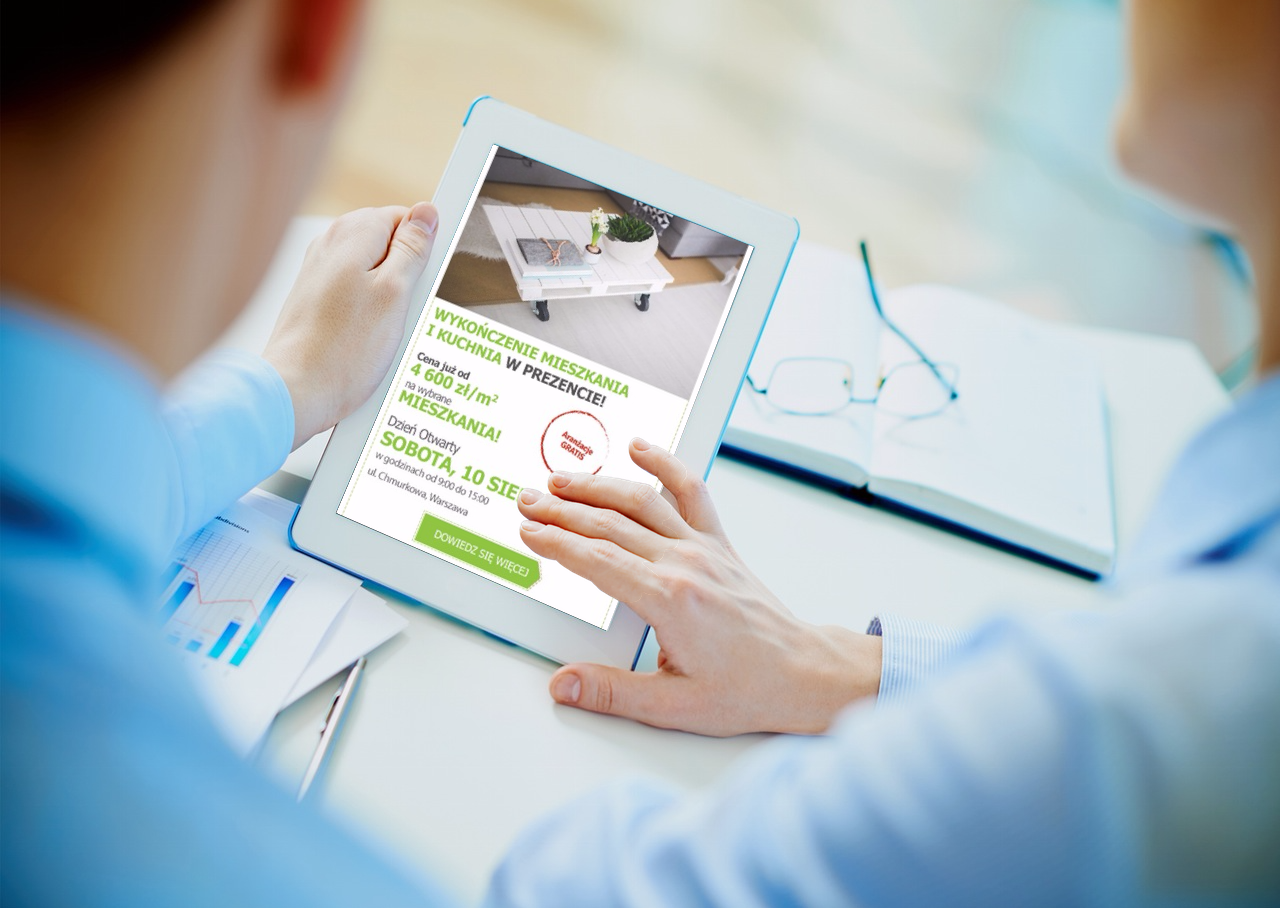 WYKOŃCZENIE MIESZKANIA
I KUCHNIA W PREZENCIE!
Cena już od
4 600 zł/m²
na wybrane
MIESZKANIA!
Aranżacje
GRATIS
Dzień Otwarty
SOBOTA, 10 SIE
w godzinach od 9:00 do 15:00
ul. Chmurkowa, Warszawa
DOWIEDZ SIĘ WIĘCEJ